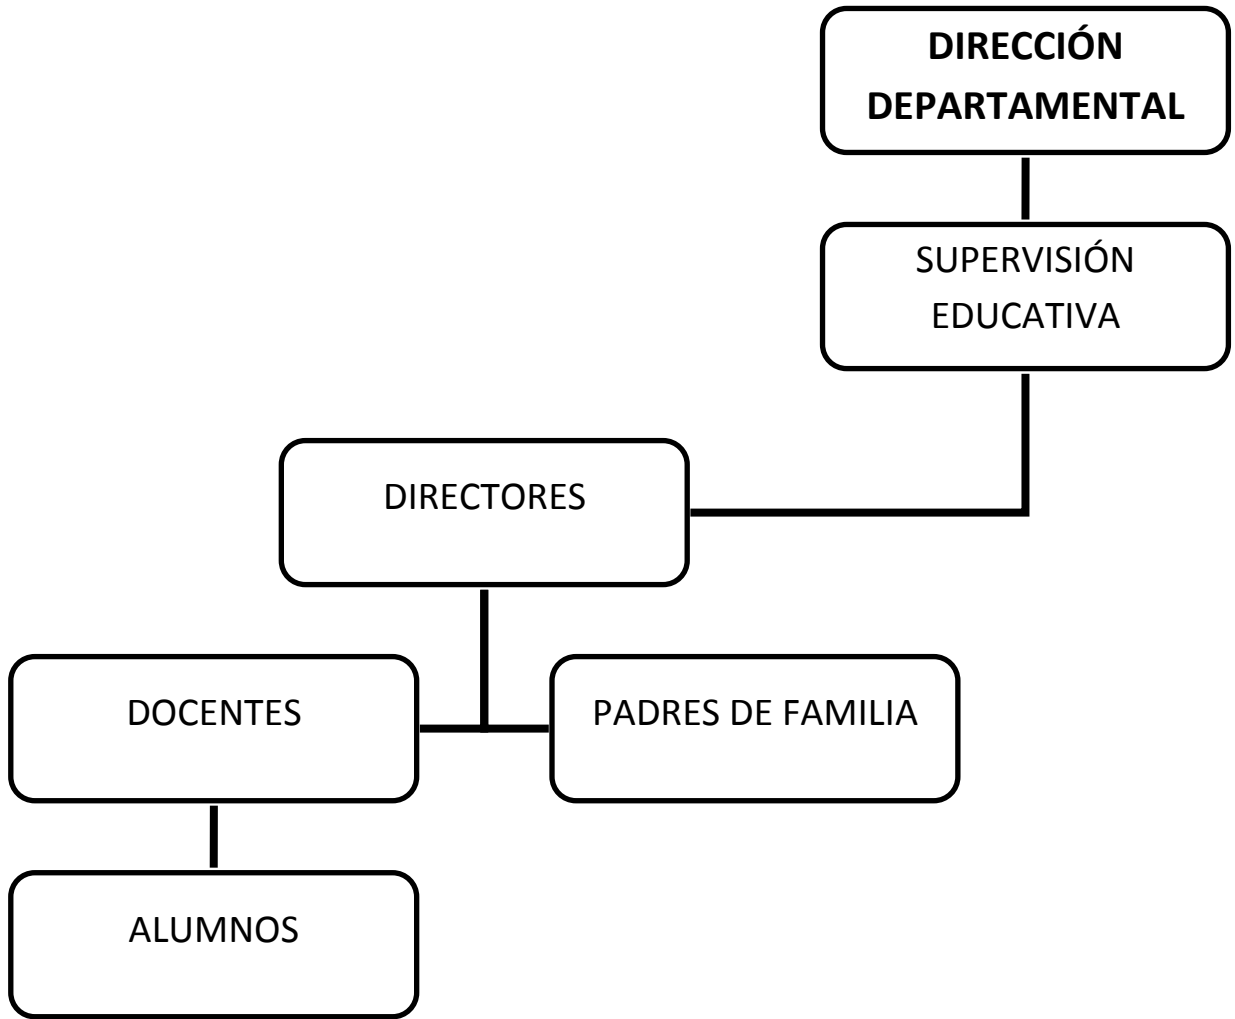 DIRECCIÓN
DEPARTAMENTAL
SUPERVISIÓN
EDUCATIVA
DIRECTORES
DOCENTES
PADRES DE FAMILIA
ALUMNOS